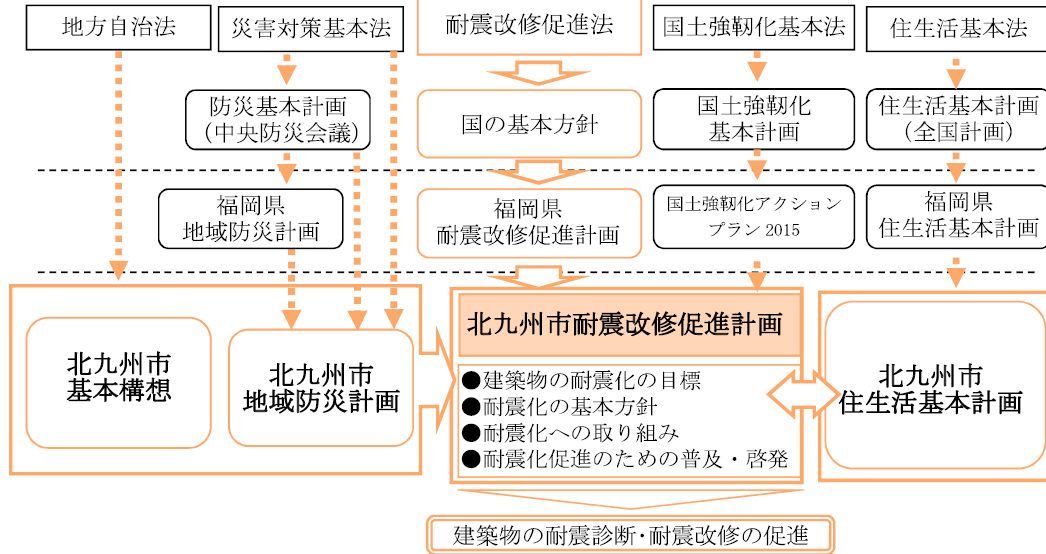 地方自治法
災害対策基本法
耐震改修促進法
国土強靱化基本法
住生活基本法
防災基本計画
（中央防災会議）
国の基本方針
国土強靱化
基本計画
住生活基本計画
（全国計画）
福岡県
地域防災計画
福岡県
耐震改修促進計画
国土強靱化アクション
プラン 2015
福岡県
住生活基本計画
北九州市
基本構想
北九州市
地域防災計画
北九州市耐震改修促進計画
●建築物の耐震化の目標
●耐震化の基本方針
●耐震化への取り組み
●耐震化促進のための普及・啓発
北九州市
住生活基本計画
建築物の耐震診断・耐震改修の促進